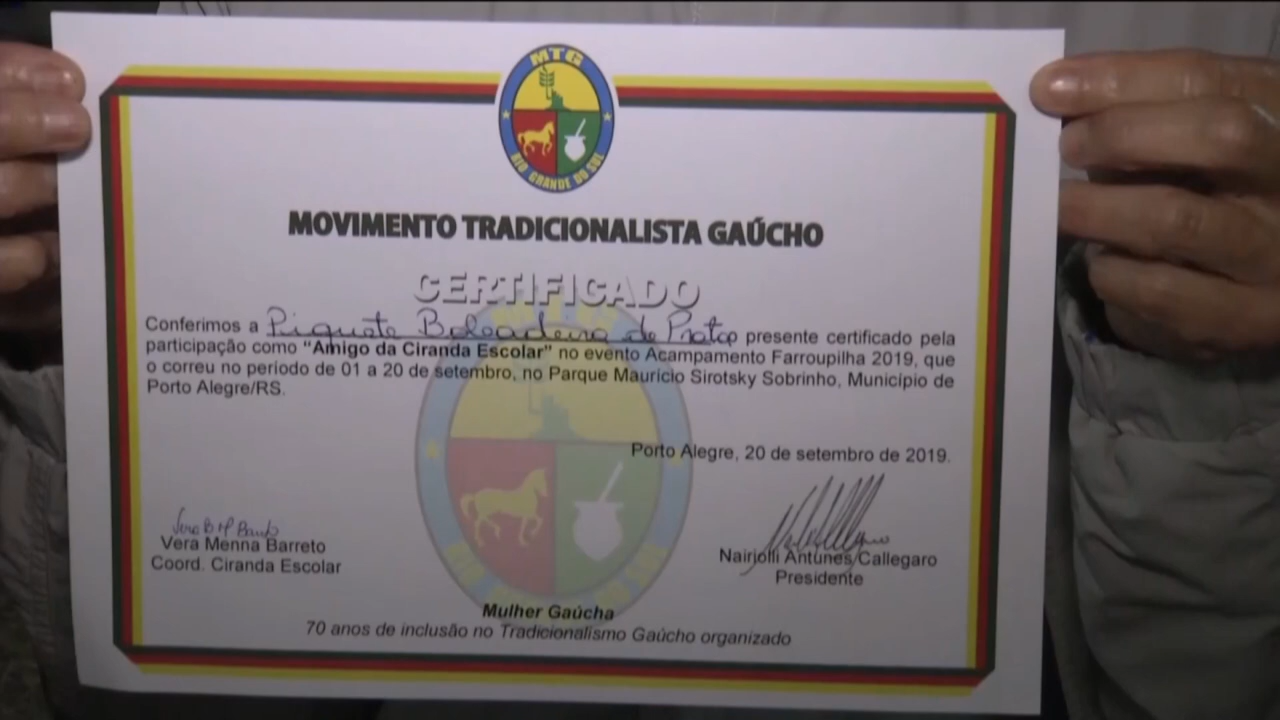 MTG
RIO GRANDE DO SUL
MOVIMENTO TRADICIONALISTA GAÚCHO
CERTIFICADO
Conferimos a Piquete Boleadeira de Prata o presente certificado pela
participação como “Amigo da Ciranda Escolar” no evento Acampamento Farroupilha 2019, que
o correu no período de 01 a 20 de setembro, no Parque Mauricio Sirotsky Sobrinho, Município de
Porto Alegre/RS.
Porto Alegre, 20 de setembro de 2019.
Vera Menna Barreto
Coord. Ciranda Escolar
Nairjolli Antunes Callegaro
Presidente
Mulher Gaúcha
70 anos de inclusão no Tradicionalismo Gaúcho organizado